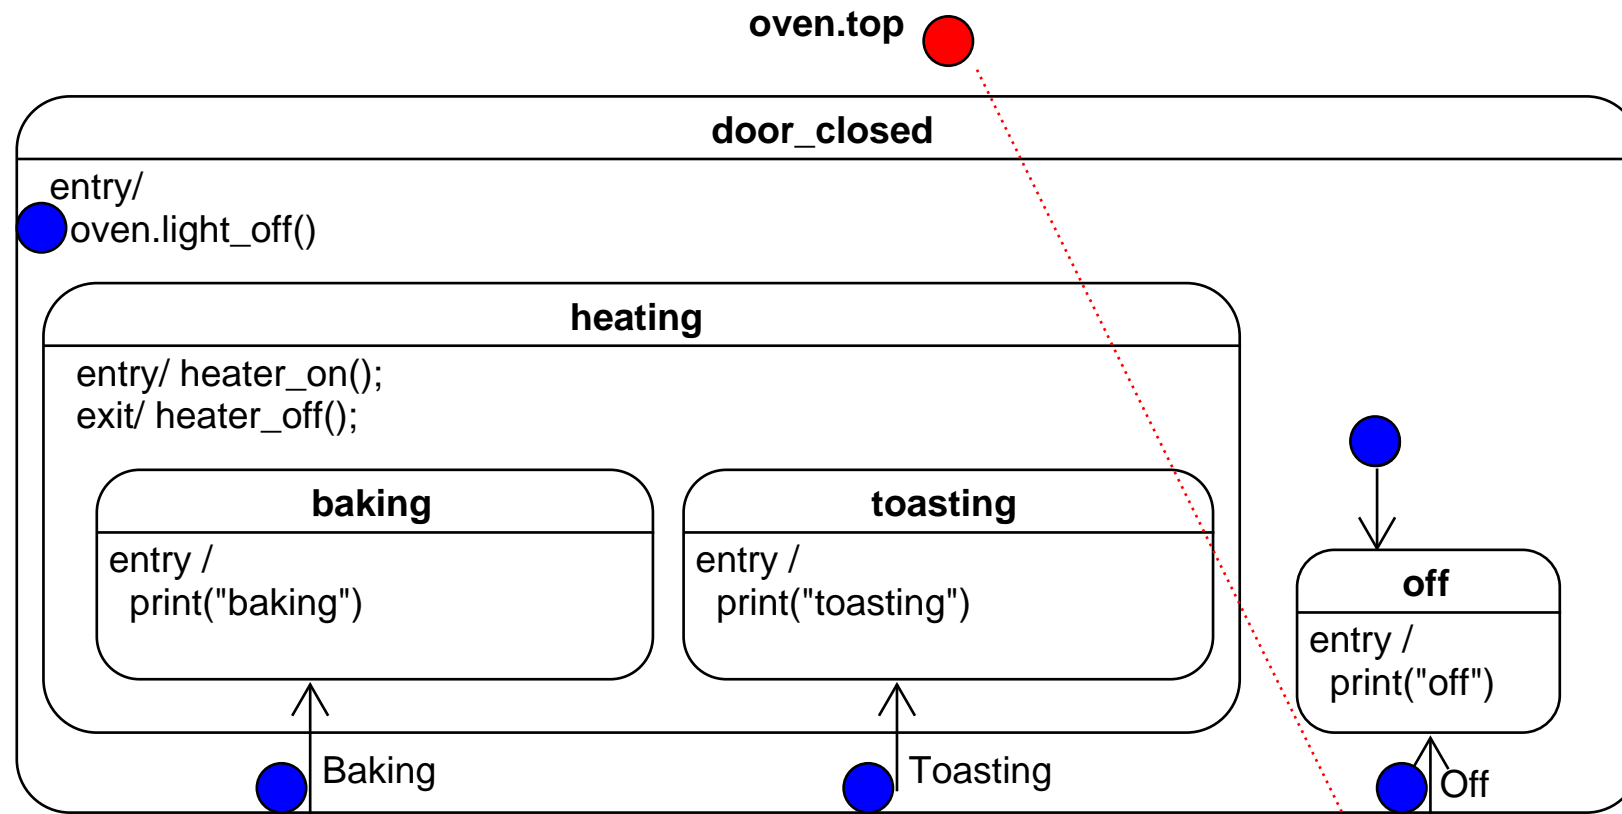 oven.top
door_closed
entry/
oven.light_off()
heating
entry/ heater_on();
exit/ heater_off();
baking
entry /
print("baking")
toasting
entry /
print("toasting")
off
entry /
print("off")
Baking
Toasting
Off